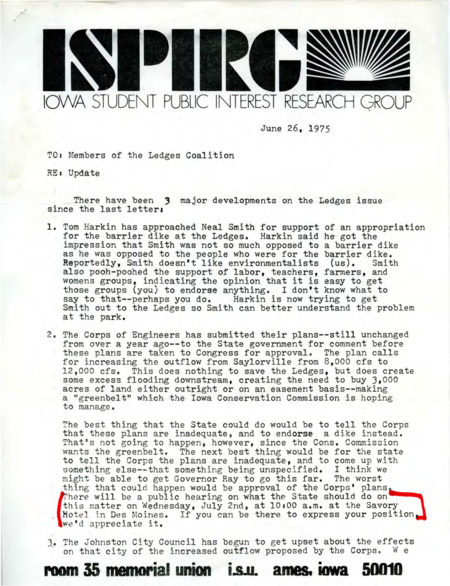 ISPIRG
IOWA STUDENT PUBLIC INTEREST RESEARCH GROUP
June 26, 1975
TO: Members of the Ledges Coalition
RE: Update
There have been 3 major developments on the Ledges issue
since the last letter:
1. Tom Harkin has approached Neal Smith for support of an appropriation
for the barrier dike at the Ledges. Harkin said he got the
impression that Smith was not so much opposed to a barrier dike
as he was opposed to the people who were for the barrier dike.
Reportedly, Smith doesn't like environmentalists (us). Smith
also pooh-poohed the support of labor, teachers, farmers, and
womens groups, indicating the opinion that it is easy to get
those groups (you) to endorse anything. I don't know what to
say to that--perhaps you do. Harkin is now trying to get
Smith out to the Ledges so Smith can better understand the problem
at the park.
2. The Corps of Engineers has submitted their plans--still unchanged
from over a year ago--to the State government for comment before
these plans are taken to Congress for approval. The plan calls
for increasing the outflow from Saylorville from 8,000 cfs to
12,000 cfs. This does nothing to save the Ledges, but does create
some excess flooding downstream, creating the need to buy 3,000
acres of land either outright or on an easement basis--making
a "greenbelt" which the Iowa Conservation Commission is hoping
to manage.
The best thing that the State could do would be to tell the Corps
that these plans are inadequate, and to endorse a dike instead.
That's not going to happen, however, since the Cons. Commission
wants the greenbelt. The next best thing would be for the state
to tell the Corps the plans are inadequate, and to come up with
something else--that something being unspecified. I think we
might be able to get Governor Ray to go this far. The worst
thing that could happen would be approval of the Corps' plans.
There will be a public hearing on what the State should do on
this matter on Wednesday, July 2nd, at 10:00 a.m. at the Savory
Motel in Des Moines. If you can be there to express your position,
we'd appreciate it.
3. The Johnston City Council has begun to get upset about the effects
on that city of the increased outflow proposed by the Corps. W e
room 35 memorial union i.s.u. ames, iowa 50010